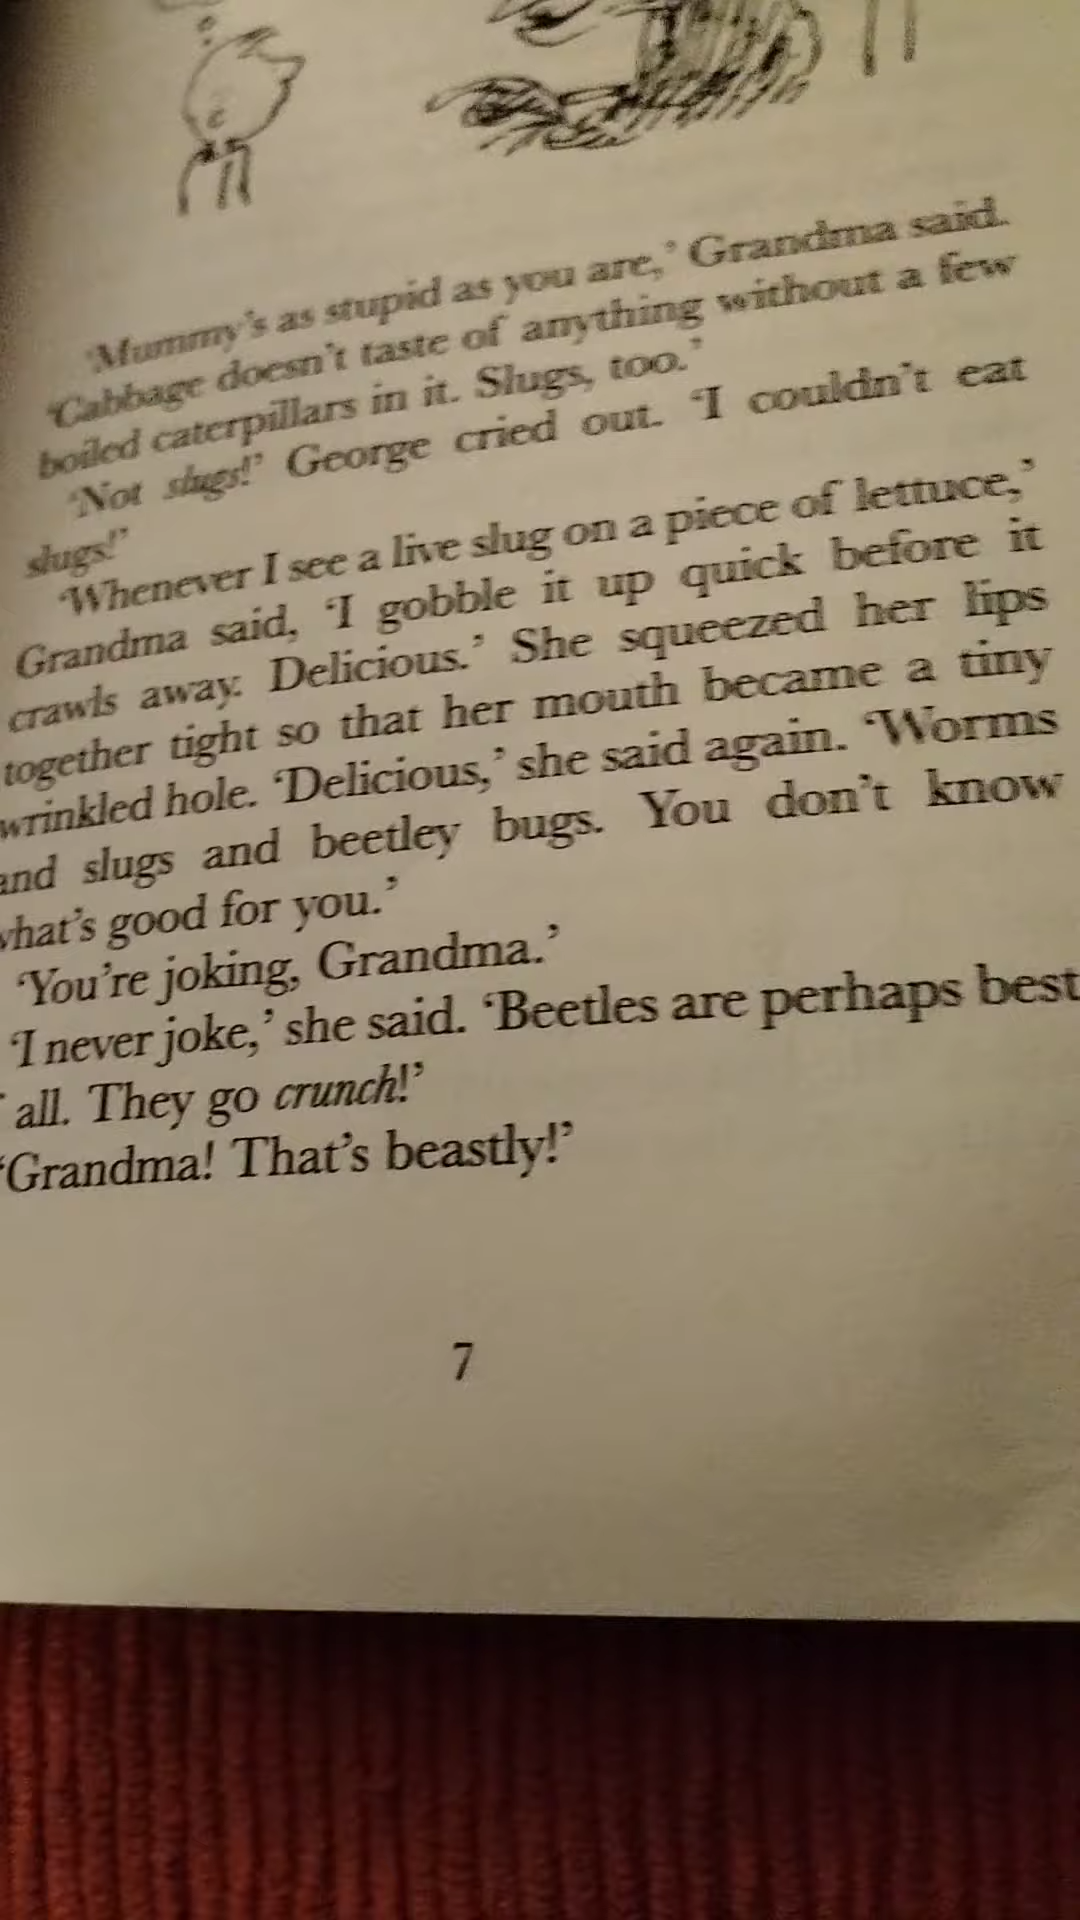 ‘Mummy’s as stupid as you are,’ Grandma said.
‘Cabbage doesn’t taste of anything without a few
boiled caterpillars in it. Slugs, too.’
‘Not slugs!’ George cried out. ‘I couldn’t eat
slugs!’
‘Whenever I see a live slug on a piece of lettuce,’
Grandma said, ‘I gobble it up quick before it
crawls away. Delicious.’ She squeezed her lips
together tight so that her mouth became a tiny
wrinkled hole. ‘Delicious,’ she said again. ‘Worms
and slugs and beetley bugs. You don’t know
what’s good for you.’
‘You’re joking, Grandma.’
‘I never joke,’ she said. ‘Beetles are perhaps best
all. They go crunch!’
‘Grandma! That’s beastly!’
7